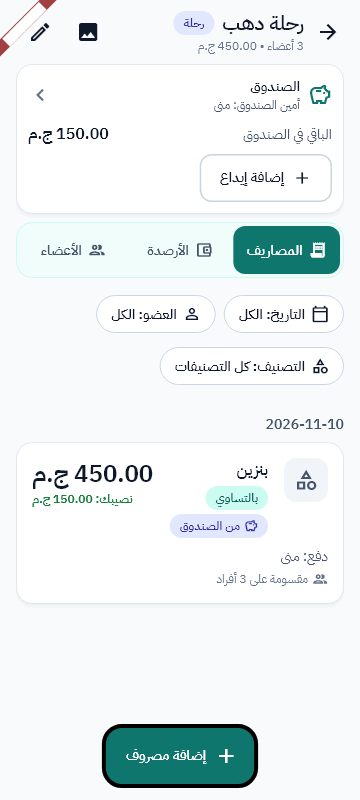 رحلة دهب رحلة
3 أعضاء • 450.00 ج.م
الصندوق
أمين الصندوق: منى
الباقي في الصندوق 150.00 ج.م
إضافة إيداع
المصاريف الأرصدة الأعضاء
التاريخ: الكل العضو: الكل
التصنيف: كل التصنيفات
2026-11-10
بنزين 450.00 ج.م
بالتساوي نصيبك: 150.00 ج.م
من الصندوق
دفع: منى
مقسومة على 3 أفراد
إضافة مصروف